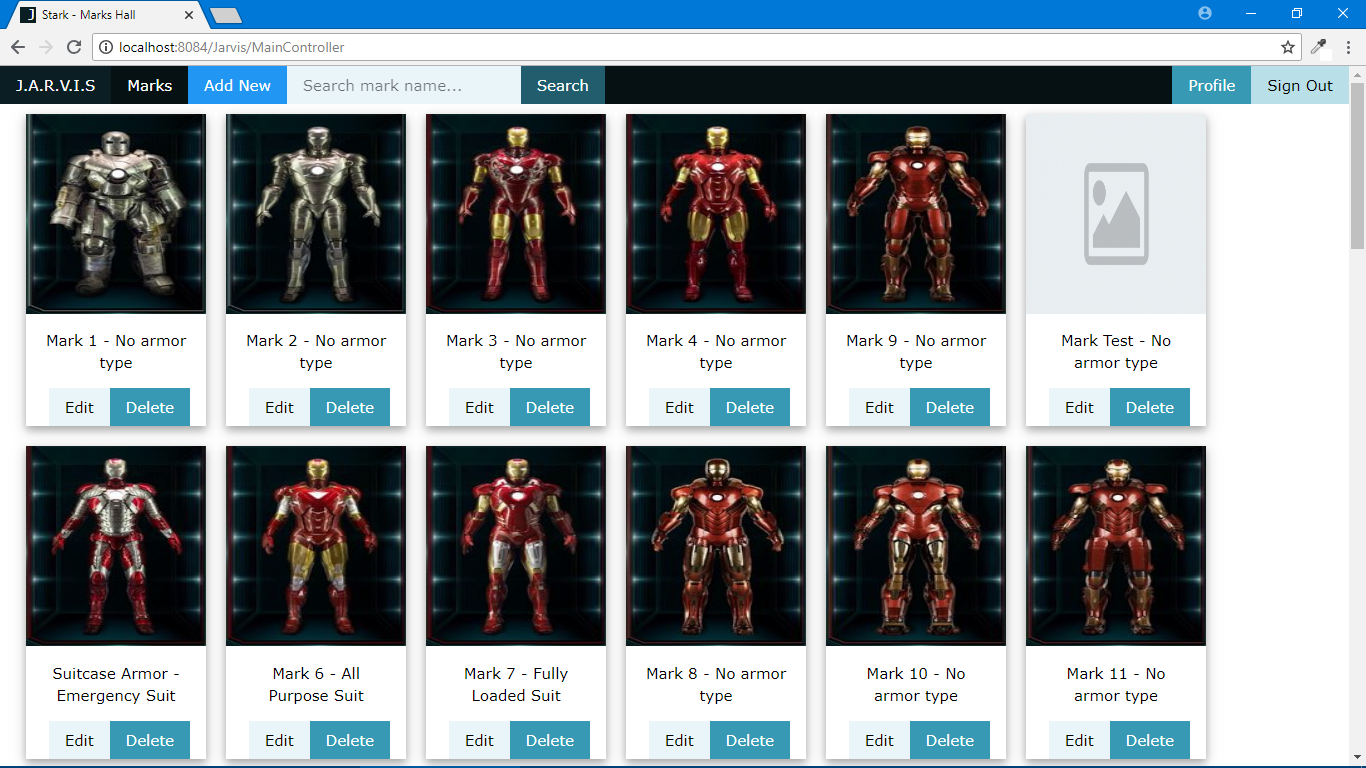 Stark - Marks Hall
localhost:8084/Jarvis/MainController
J.A.R.V.I.S Marks Add New Search mark name... Search Profile Sign Out
Mark 1 - No armor
type
Edit Delete
Mark 2 - No armor
type
Edit Delete
Mark 3 - No armor
type
Edit Delete
Mark 4 - No armor
type
Edit Delete
Mark 9 - No armor
type
Edit Delete
Mark Test - No
armor type
Edit Delete
Suitcase Armor -
Emergency Suit
Edit Delete
Mark 6 - All
Purpose Suit
Edit Delete
Mark 7 - Fully
Loaded Suit
Edit Delete
Mark 8 - No armor
type
Edit Delete
Mark 10 - No
armor type
Edit Delete
Mark 11 - No
armor type
Edit Delete